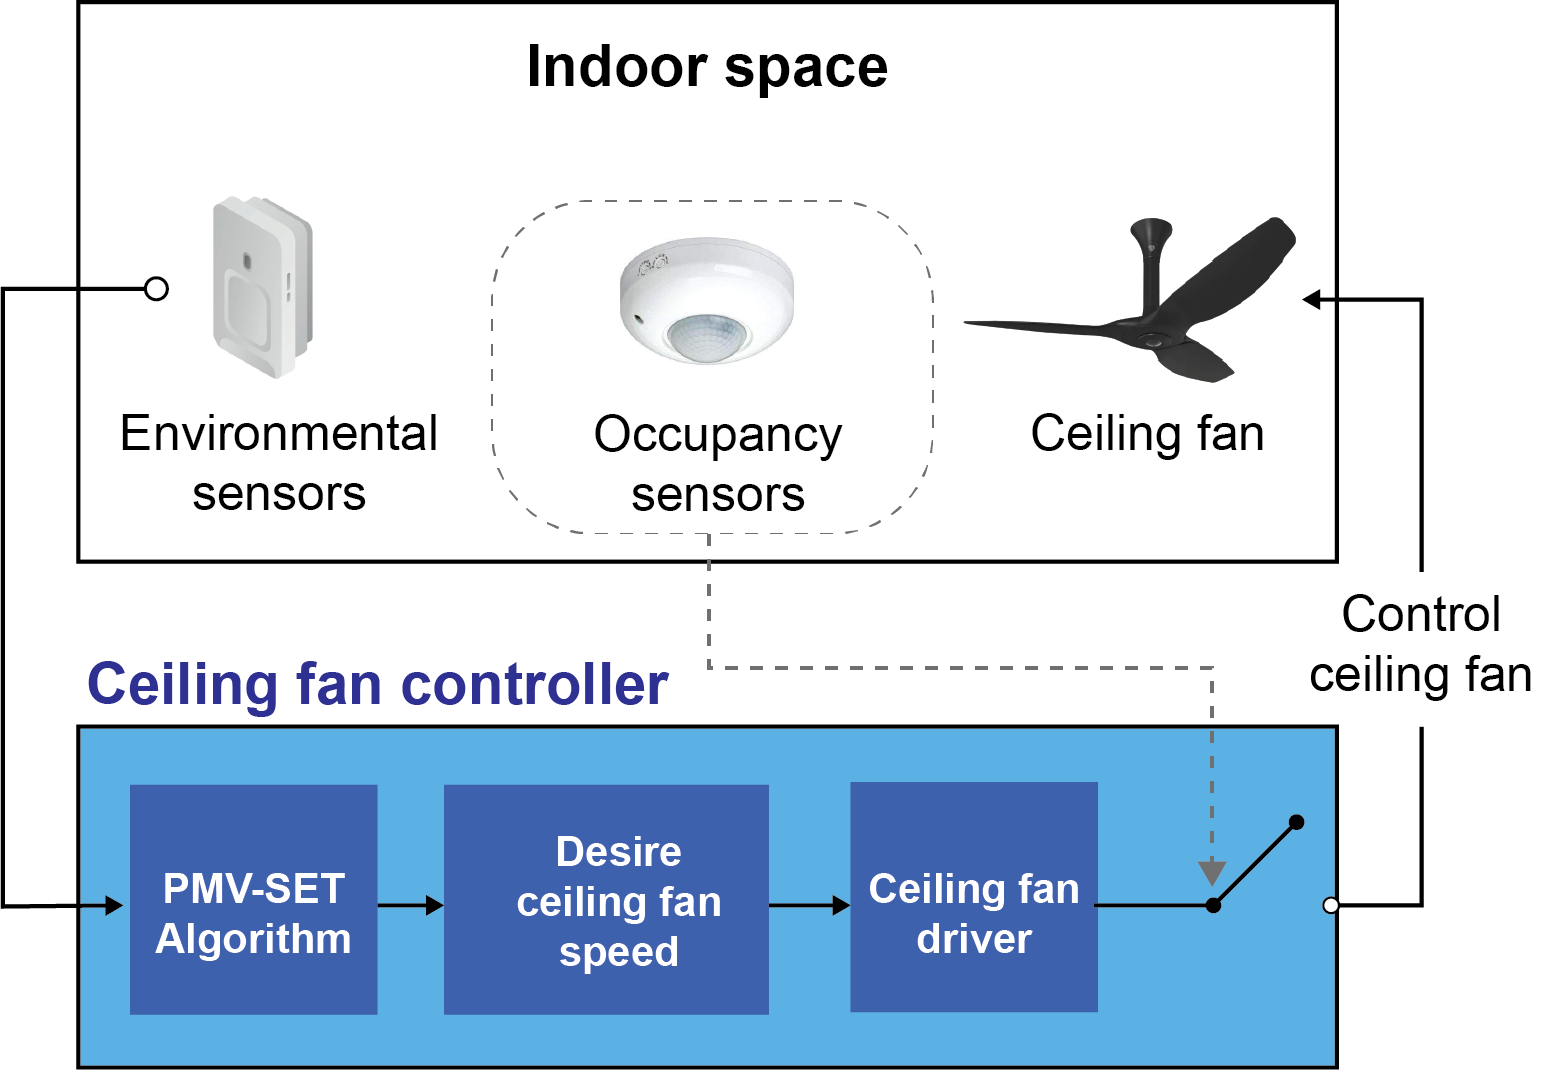 Indoor space
Environmental
sensors
Occupancy
sensors
Ceiling fan
Control
ceiling fan
Ceiling fan controller
PMV-SET
Algorithm
Desire
ceiling fan
speed
Ceiling fan
driver